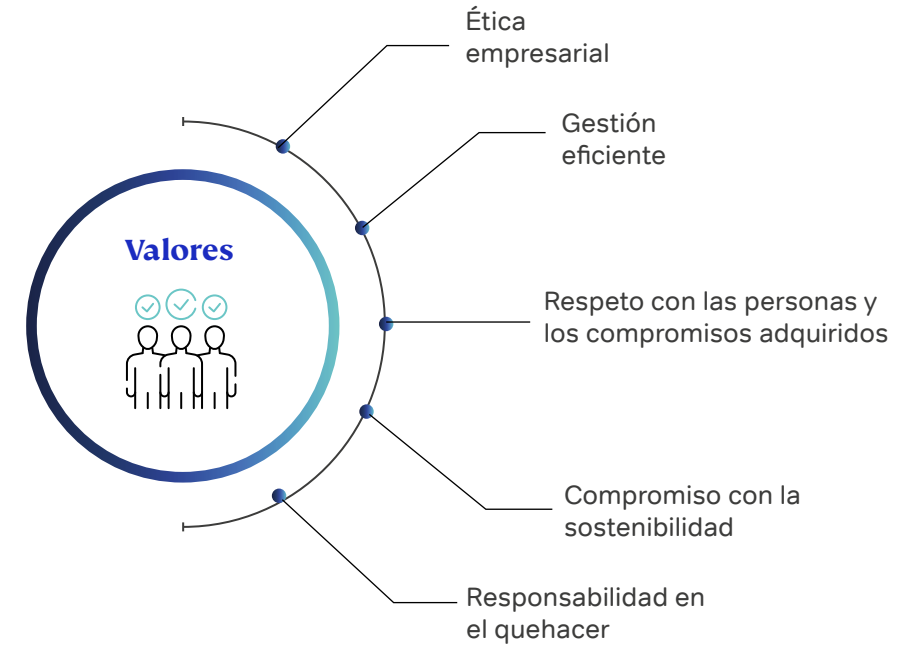 Valores
Ética
empresarial
Gestión
eficiente
Respeto con las personas y
los compromisos adquiridos
Compromiso con la
sostenibilidad
Responsabilidad en
el quehacer